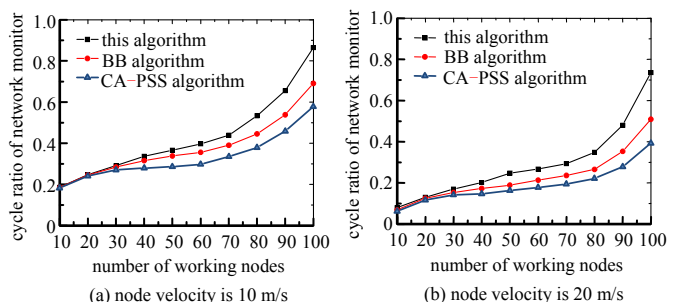 (a)
1.0
0.8
0.6
0.4
0.2
0
cycle ratio of network monitor
this algorithm
BB algorithm
CA−PSS algorithm
10 20 30 40 50 60 70 80 90 100
number of working nodes
(a) node velocity is 10 m/s
(b)
1.0
0.8
0.6
0.4
0.2
0
cycle ratio of network monitor
this algorithm
BB algorithm
CA−PSS algorithm
10 20 30 40 50 60 70 80 90 100
number of working nodes
(b) node velocity is 20 m/s